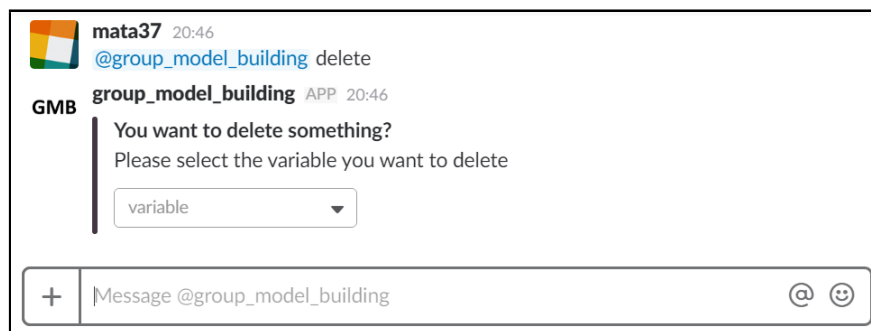 mata37 20:46
@group_model_building delete
GMB
group_model_building APP 20:46
You want to delete something?
Please select the variable you want to delete
variable
+ Message @group_model_building @